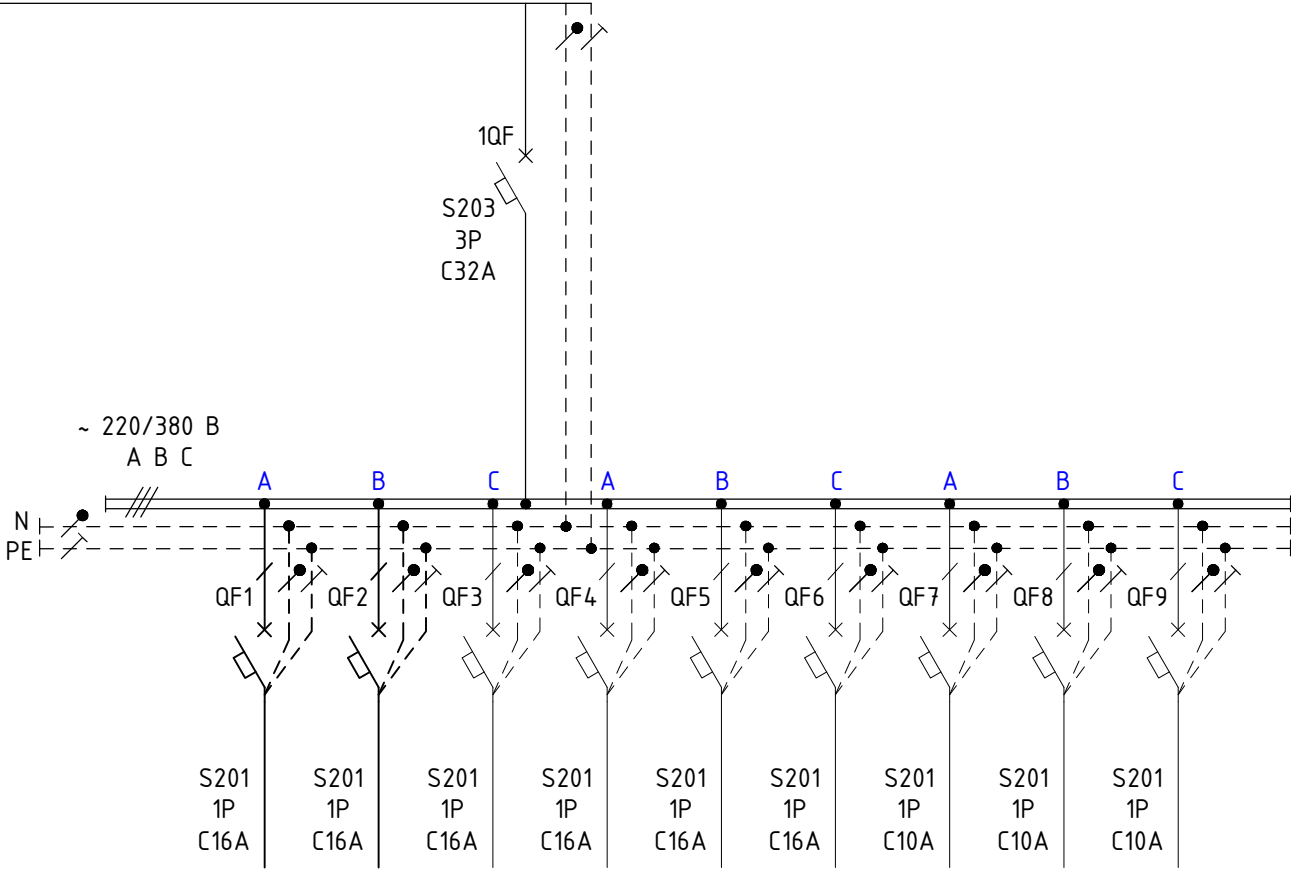 1QF
S203
3P
C32A
~ 220/380 В
A B C
A B C A B C A B C
N
PE
QF1 QF2 QF3 QF4 QF5 QF6 QF7 QF8 QF9
S201 S201 S201 S201 S201 S201 S201 S201 S201
1P 1P 1P 1P 1P 1P 1P 1P 1P
C16A C16A C16A C16A C16A C16A C10A C10A C10A